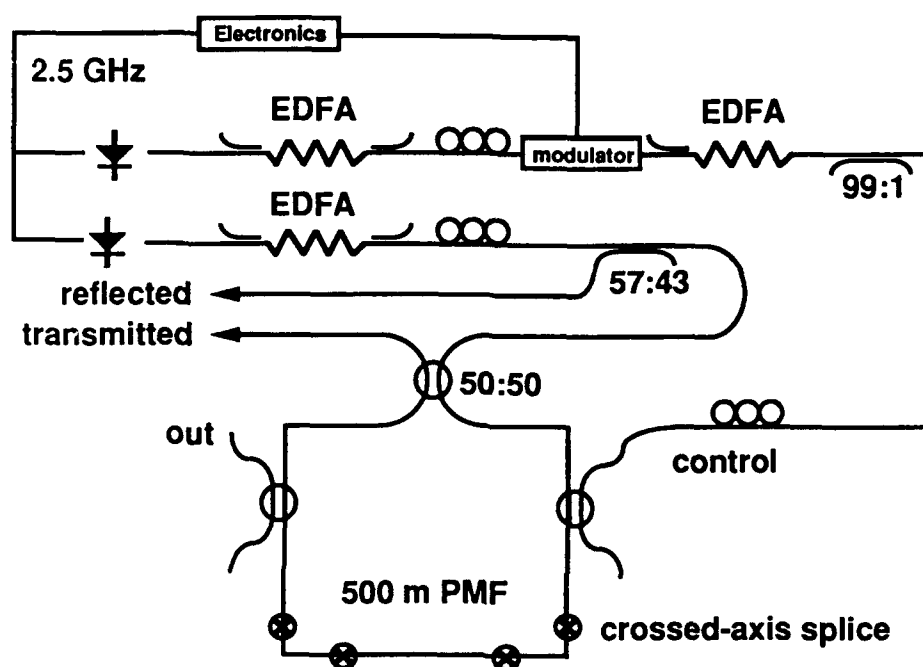 Electronics
2.5 GHz
EDFA
EDFA
modulator
99:1
EDFA
57:43
reflected
transmitted
50:50
out
control
500 m PMF
crossed-axis splice